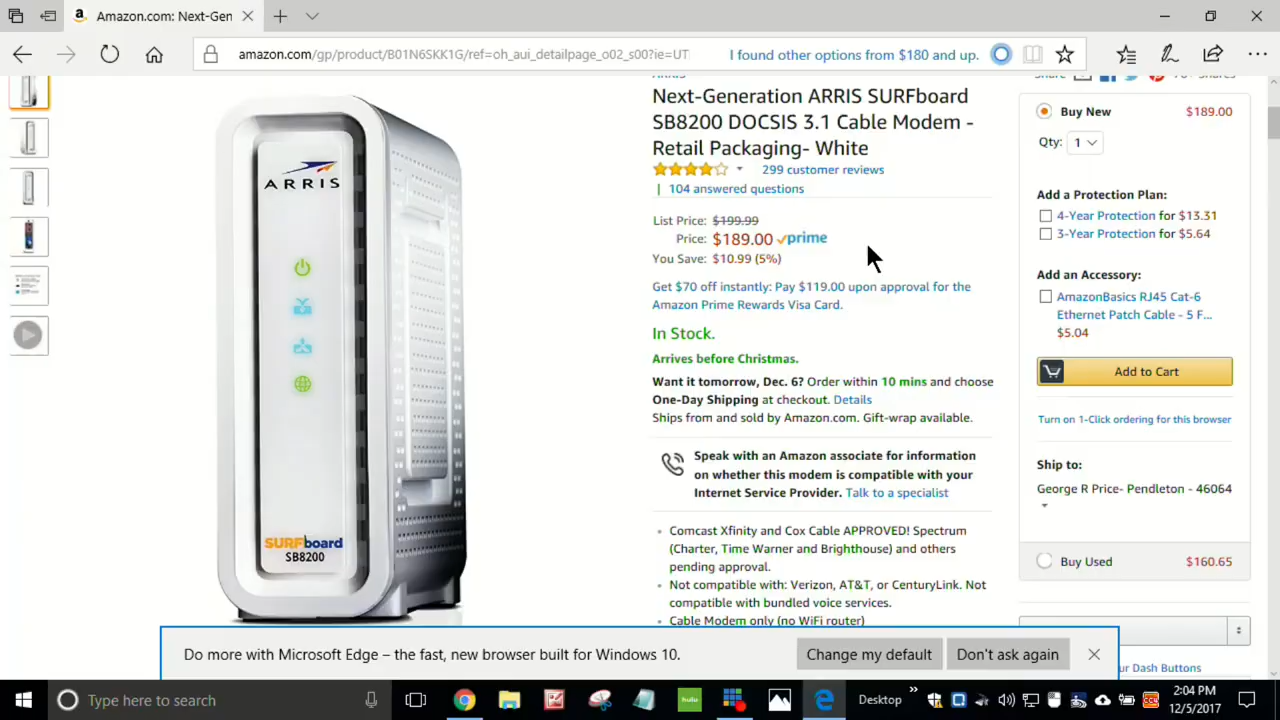 Amazon.com: Next-Gen
amazon.com/gp/product/B01N6SKK1G/ref=oh_aui_detailpage_o02_s00?ie=UT
I found other options from $180 and up.
Next-Generation ARRIS SURFboard
SB8200 DOCSIS 3.1 Cable Modem -
Retail Packaging- White
299 customer reviews
| 104 answered questions
List Price: $199.99
Price: $189.00 prime
You Save: $10.99 (5%)
Get $70 off instantly: Pay $119.00 upon approval for the
Amazon Prime Rewards Visa Card.
In Stock.
Arrives before Christmas.
Want it tomorrow, Dec. 6? Order within 10 mins and choose
One-Day Shipping at checkout. Details
Ships from and sold by Amazon.com. Gift-wrap available.
Speak with an Amazon associate for information
on whether this modem is compatible with your
Internet Service Provider. Talk to a specialist
Comcast Xfinity and Cox Cable APPROVED! Spectrum
(Charter, Time Warner and Brighthouse) and others
pending approval.
Not compatible with: Verizon, AT&T, or CenturyLink. Not
compatible with bundled voice services.
Cable Modem only (no WiFi router)
ARRIS
SURFboard
SB8200
Buy New $189.00
Qty: 1
Add a Protection Plan:
4-Year Protection for $13.31
3-Year Protection for $5.64
Add an Accessory:
AmazonBasics RJ45 Cat-6
Ethernet Patch Cable - 5 F...
$5.04
Add to Cart
Turn on 1-Click ordering for this browser
Ship to:
George R Price- Pendleton - 46064
Buy Used $160.65
ur Dash Buttons
Do more with Microsoft Edge – the fast, new browser built for Windows 10.
Change my default
Don't ask again
Type here to search
hulu
Desktop
2:04 PM
12/5/2017